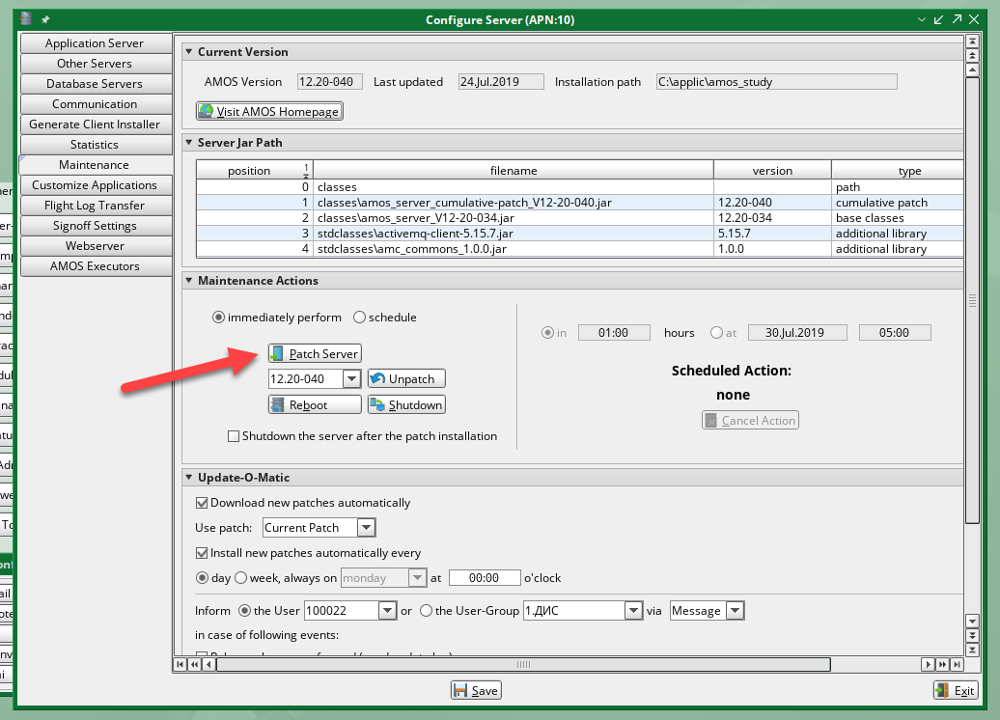 Configure Server (APN:10)
Application Server
Other Servers
Database Servers
Communication
Generate Client Installer
Statistics
Maintenance
Customize Applications
Flight Log Transfer
Signoff Settings
Webserver
AMOS Executors
Current Version
AMOS Version 12.20-040 Last updated 24.Jul.2019 Installation path C:\applic\amos_study
Visit AMOS Homepage
Server Jar Path
position 1 filename version type
0 classes path
1 classes\amos_server_cumulative-patch_V12-20-040.jar 12.20-040 cumulative patch
2 classes\amos_server_V12-20-034.jar 12.20-034 base classes
3 stdclasses\activemq-client-5.15.7.jar 5.15.7 additional library
4 stdclasses\amc_commons_1.0.0.jar 1.0.0 additional library
Maintenance Actions
immediately perform schedule
in 01:00 hours at 30.Jul.2019 05:00
Patch Server
12.20-040 Unpatch
Reboot Shutdown
Shutdown the server after the patch installation
Scheduled Action:
none
Cancel Action
Update-O-Matic
Download new patches automatically
Use patch: Current Patch
Install new patches automatically every
day week, always on monday at 00:00 o'clock
Inform the User 100022 or the User-Group 1.ДИС via Message
in case of following events:
Save Exit